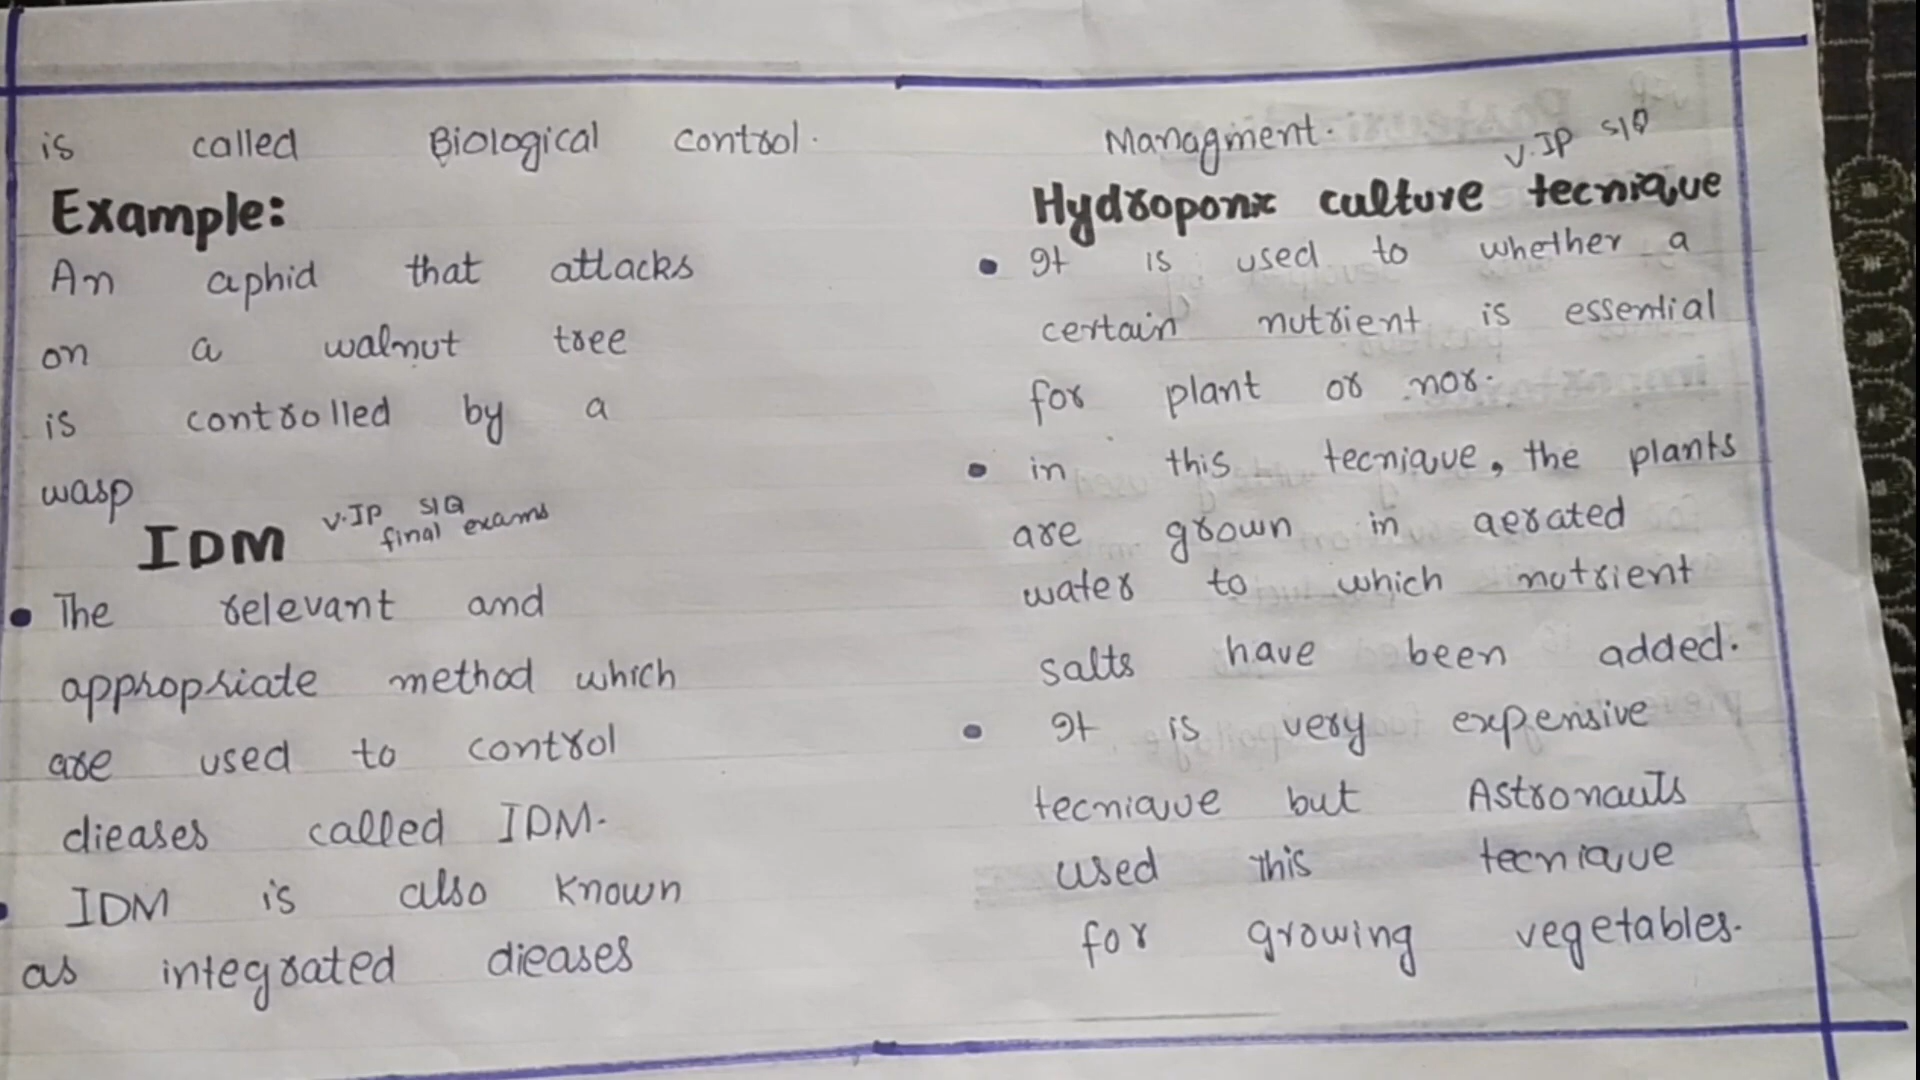 is called Biological control.
Example:
An aphid that attacks
on a walnut tree
is controlled by a
wasp
IDM V.IP SIQ
final exams
• The relevant and
appropriate method which
are used to control
dieases called IDM.
• IDM is also known
as integrated dieases
Managment.
V.IP SIQ
Hydroponic culture tecnique
• It is used to whether a
certain nutrient is essential
for plant or nor.
• in this tecnique, the plants
are grown in aerated
water to which nutrient
salts have been added.
• It is very expensive
tecnique but Astronauts
used this tecnique
for growing vegetables.